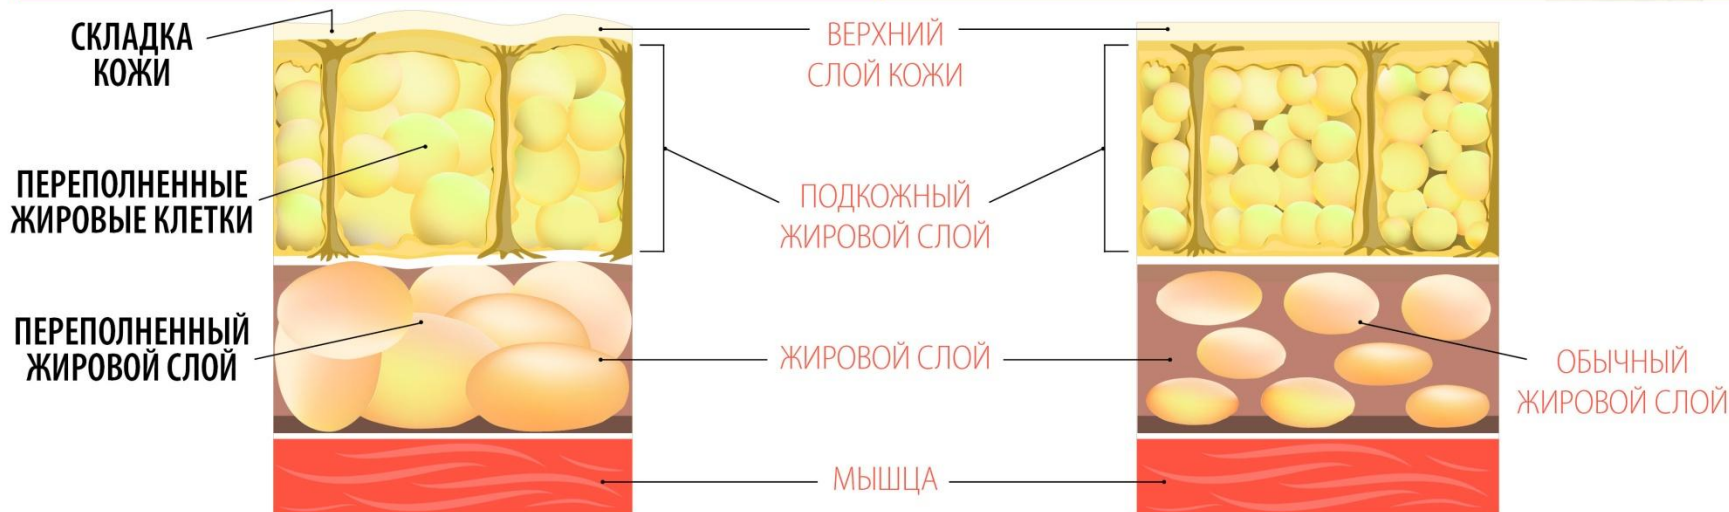 СКЛАДКА
КОЖИ
ПЕРЕПОЛНЕННЫЕ
ЖИРОВЫЕ КЛЕТКИ
ПЕРЕПОЛНЕННЫЙ
ЖИРОВОЙ СЛОЙ
ВЕРХНИЙ
СЛОЙ КОЖИ
ПОДКОЖНЫЙ
ЖИРОВОЙ СЛОЙ
ЖИРОВОЙ СЛОЙ
МЫШЦА
ОБЫЧНЫЙ
ЖИРОВОЙ СЛОЙ